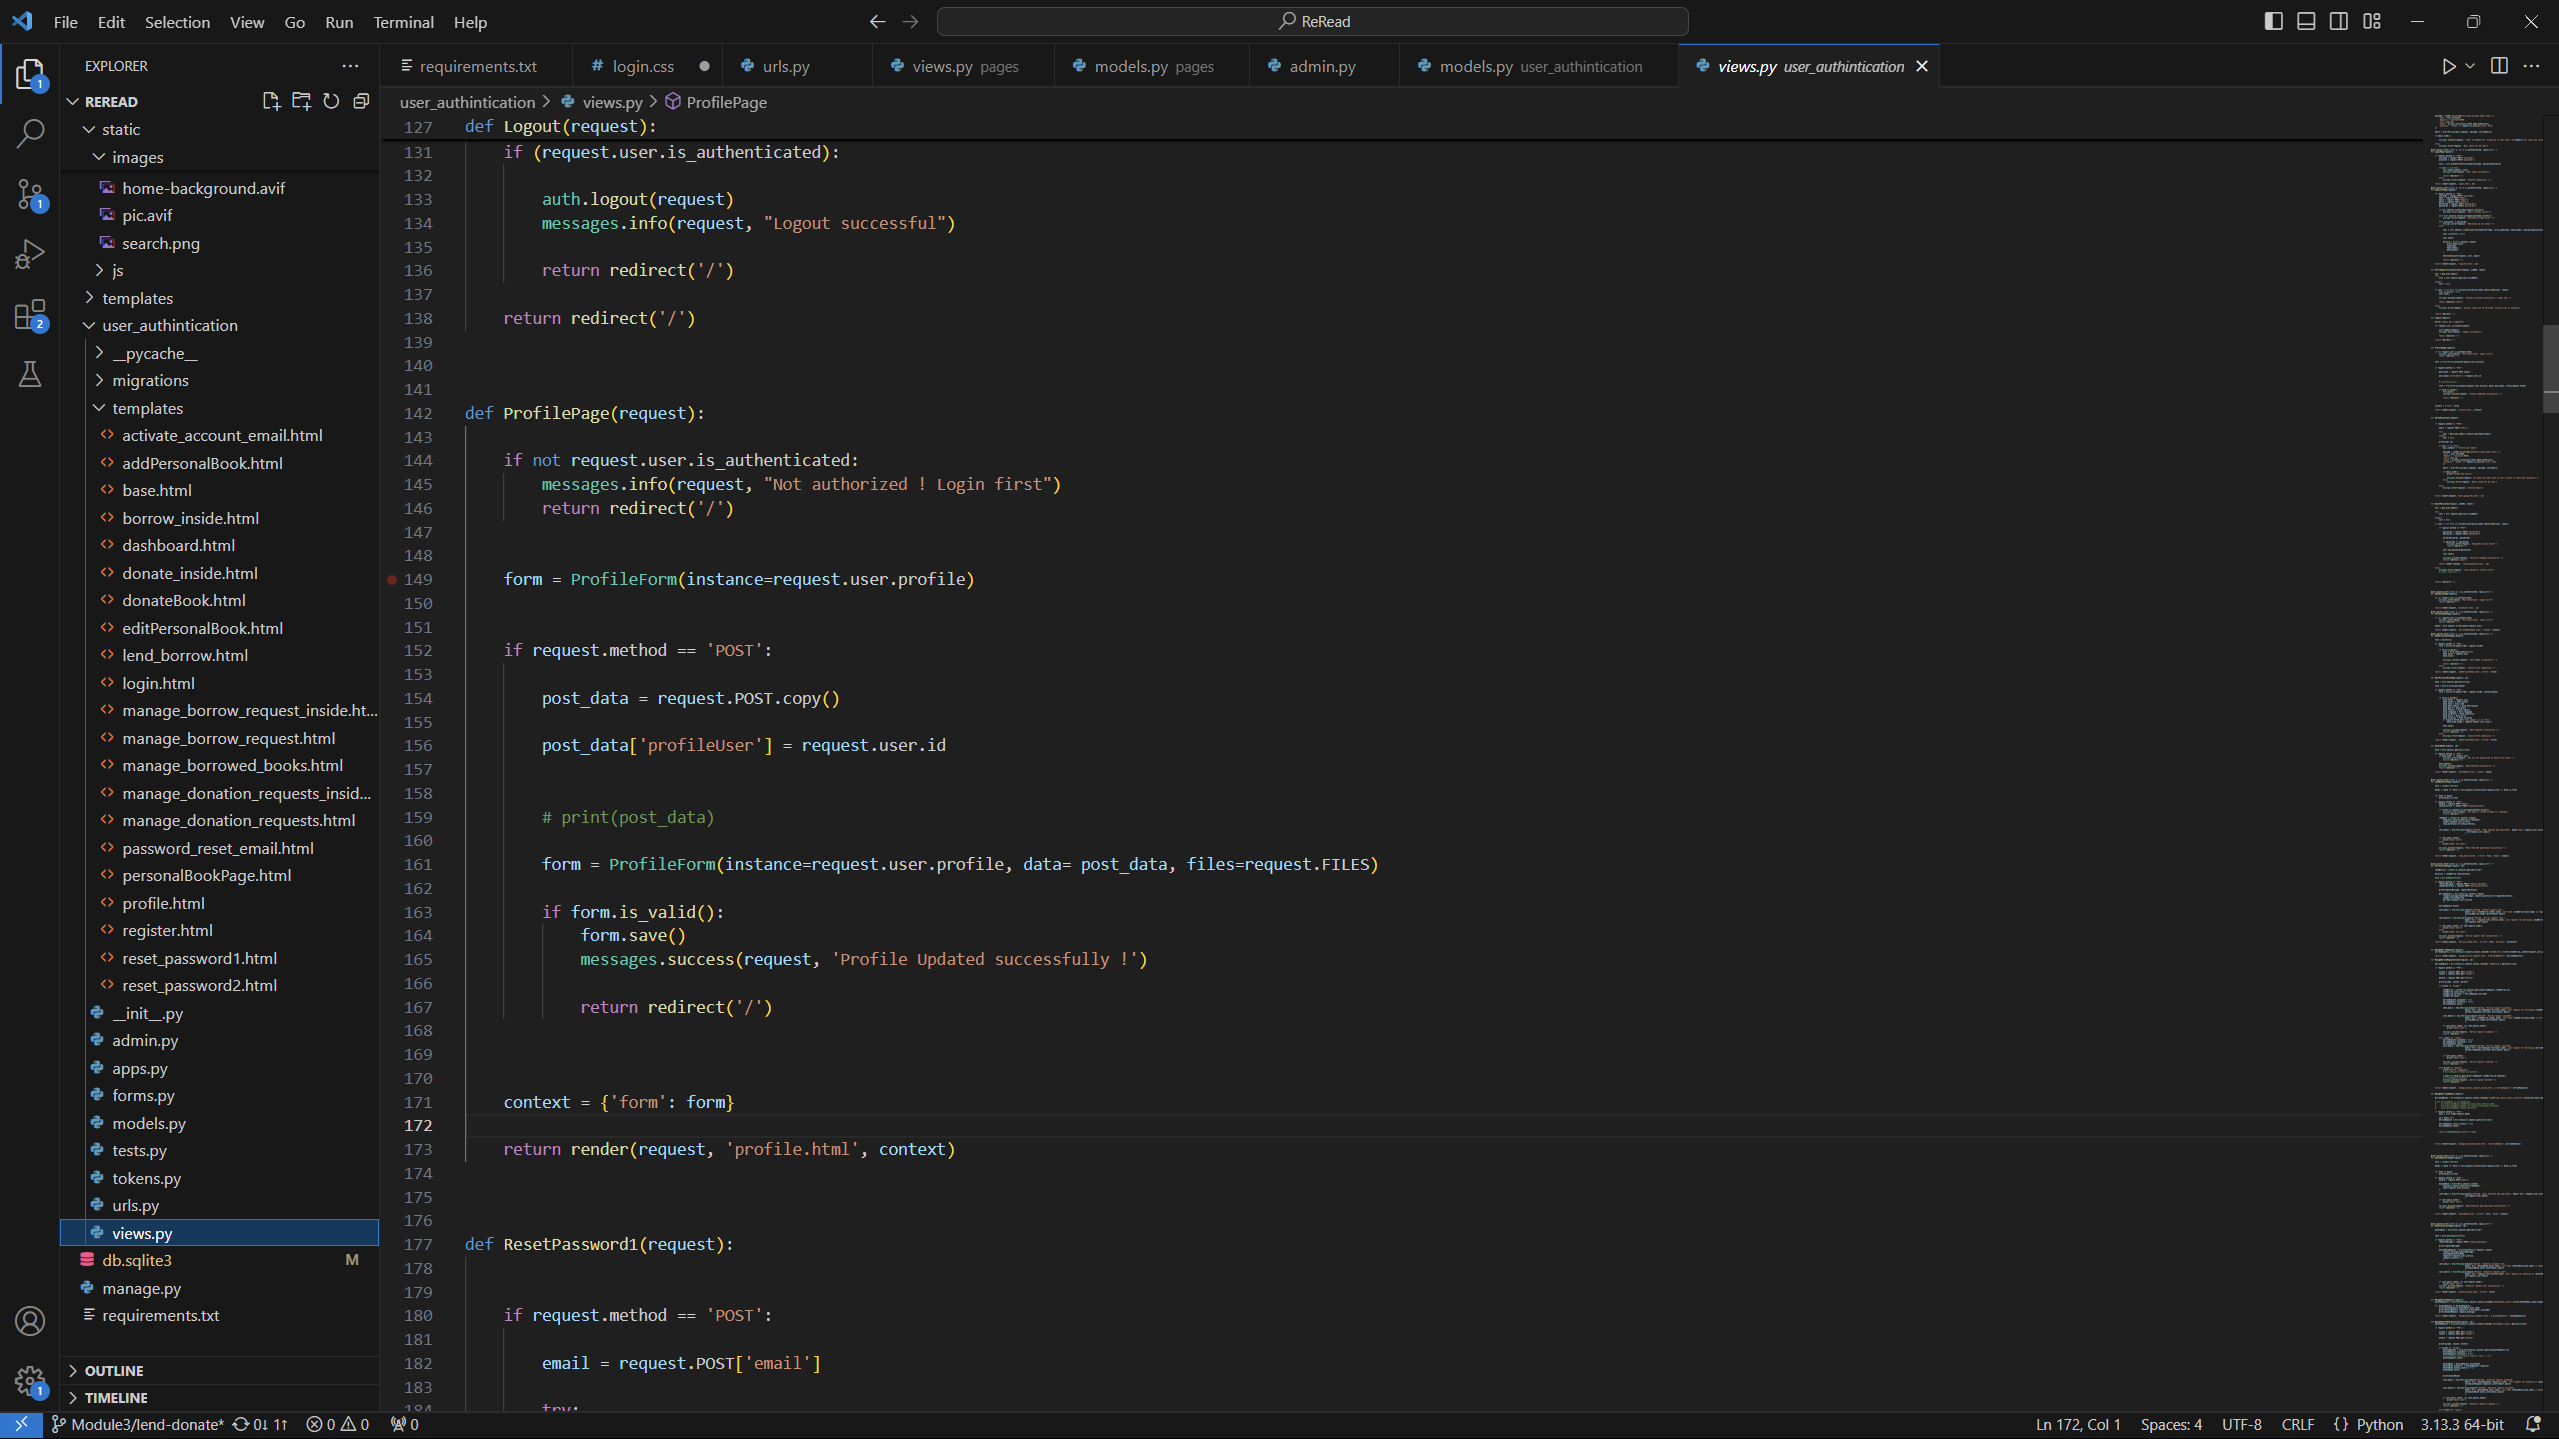 File Edit Selection View Go Run Terminal Help
ReRead
EXPLORER
requirements.txt
login.css
urls.py
views.py pages
models.py pages
admin.py
models.py user_authintication
views.py user_authintication
REREAD
user_authintication > views.py > ProfilePage
static
images
home-background.avif
pic.avif
search.png
js
templates
user_authintication
__pycache__
migrations
templates
activate_account_email.html
addPersonalBook.html
base.html
borrow_inside.html
dashboard.html
donate_inside.html
donateBook.html
editPersonalBook.html
lend_borrow.html
login.html
manage_borrow_request_inside.ht...
manage_borrow_request.html
manage_borrowed_books.html
manage_donation_requests_insid...
manage_donation_requests.html
password_reset_email.html
personalBookPage.html
profile.html
register.html
reset_password1.html
reset_password2.html
__init__.py
admin.py
apps.py
forms.py
models.py
tests.py
tokens.py
urls.py
views.py
db.sqlite3 M
manage.py
requirements.txt
OUTLINE
TIMELINE
1
1
2
1
127 def Logout(request):
131 if (request.user.is_authenticated):
132
133 auth.logout(request)
134 messages.info(request, "Logout successful")
135
136 return redirect('/')
137
138 return redirect('/')
139
140
141
142 def ProfilePage(request):
143
144 if not request.user.is_authenticated:
145 messages.info(request, "Not authorized ! Login first")
146 return redirect('/')
147
148
149 form = ProfileForm(instance=request.user.profile)
150
151
152 if request.method == 'POST':
153
154 post_data = request.POST.copy()
155
156 post_data['profileUser'] = request.user.id
157
158
159 # print(post_data)
160
161 form = ProfileForm(instance=request.user.profile, data= post_data, files=request.FILES)
162
163 if form.is_valid():
164 form.save()
165 messages.success(request, 'Profile Updated successfully !')
166
167 return redirect('/')
168
169
170
171 context = {'form': form}
172
173 return render(request, 'profile.html', context)
174
175
176
177 def ResetPassword1(request):
178
179
180 if request.method == 'POST':
181
182 email = request.POST['email']
183
184 try:
Module3/lend-donate* 0↓ 1↑ 0 0 0
Ln 172, Col 1 Spaces: 4 UTF-8 CRLF {} Python 3.13.3 64-bit